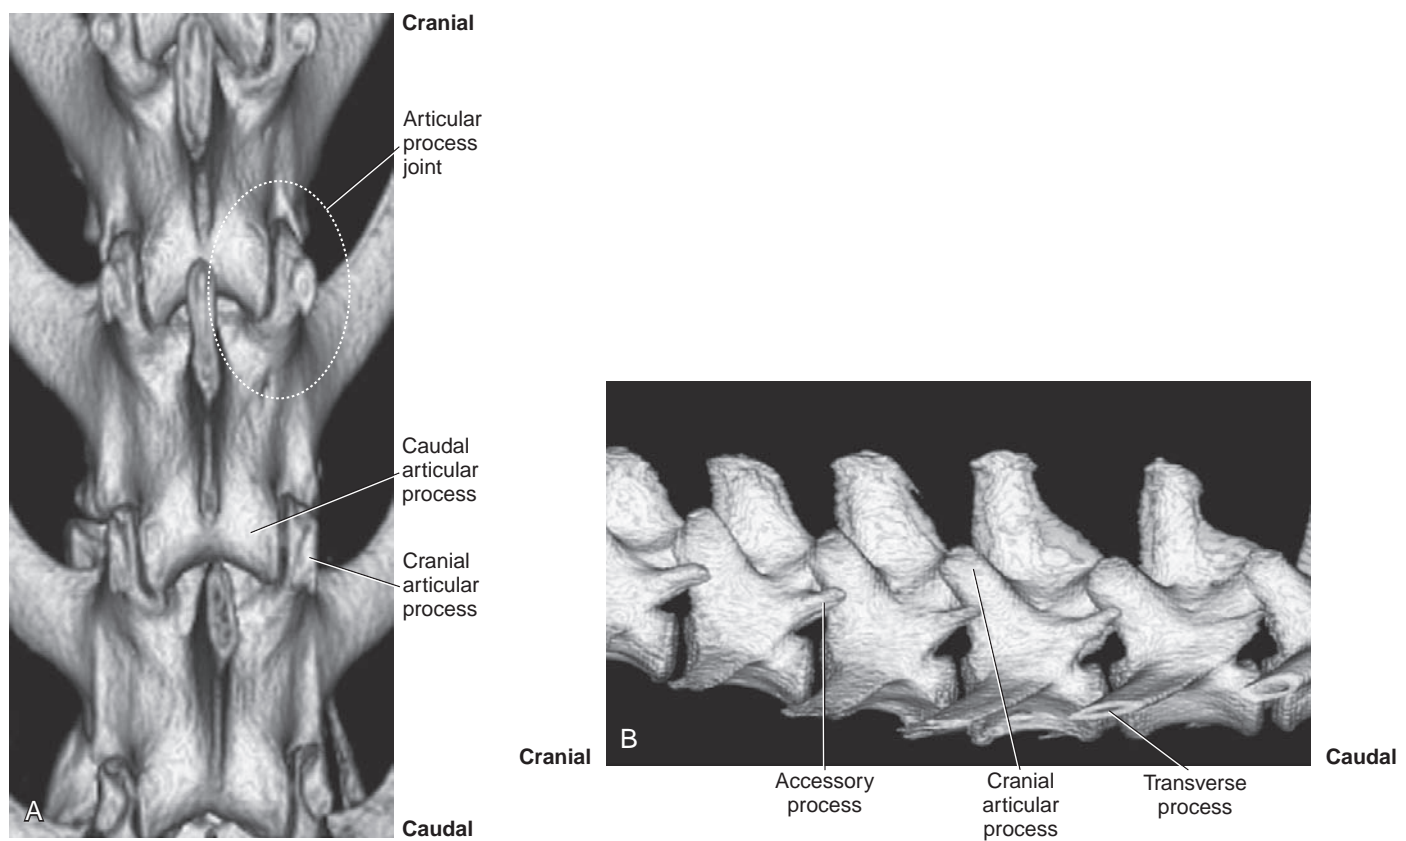 Cranial
Articular
process
joint
Caudal
articular
process
Cranial
articular
process
A
Caudal
B
Cranial
Caudal
Accessory
process
Cranial
articular
process
Transverse
process